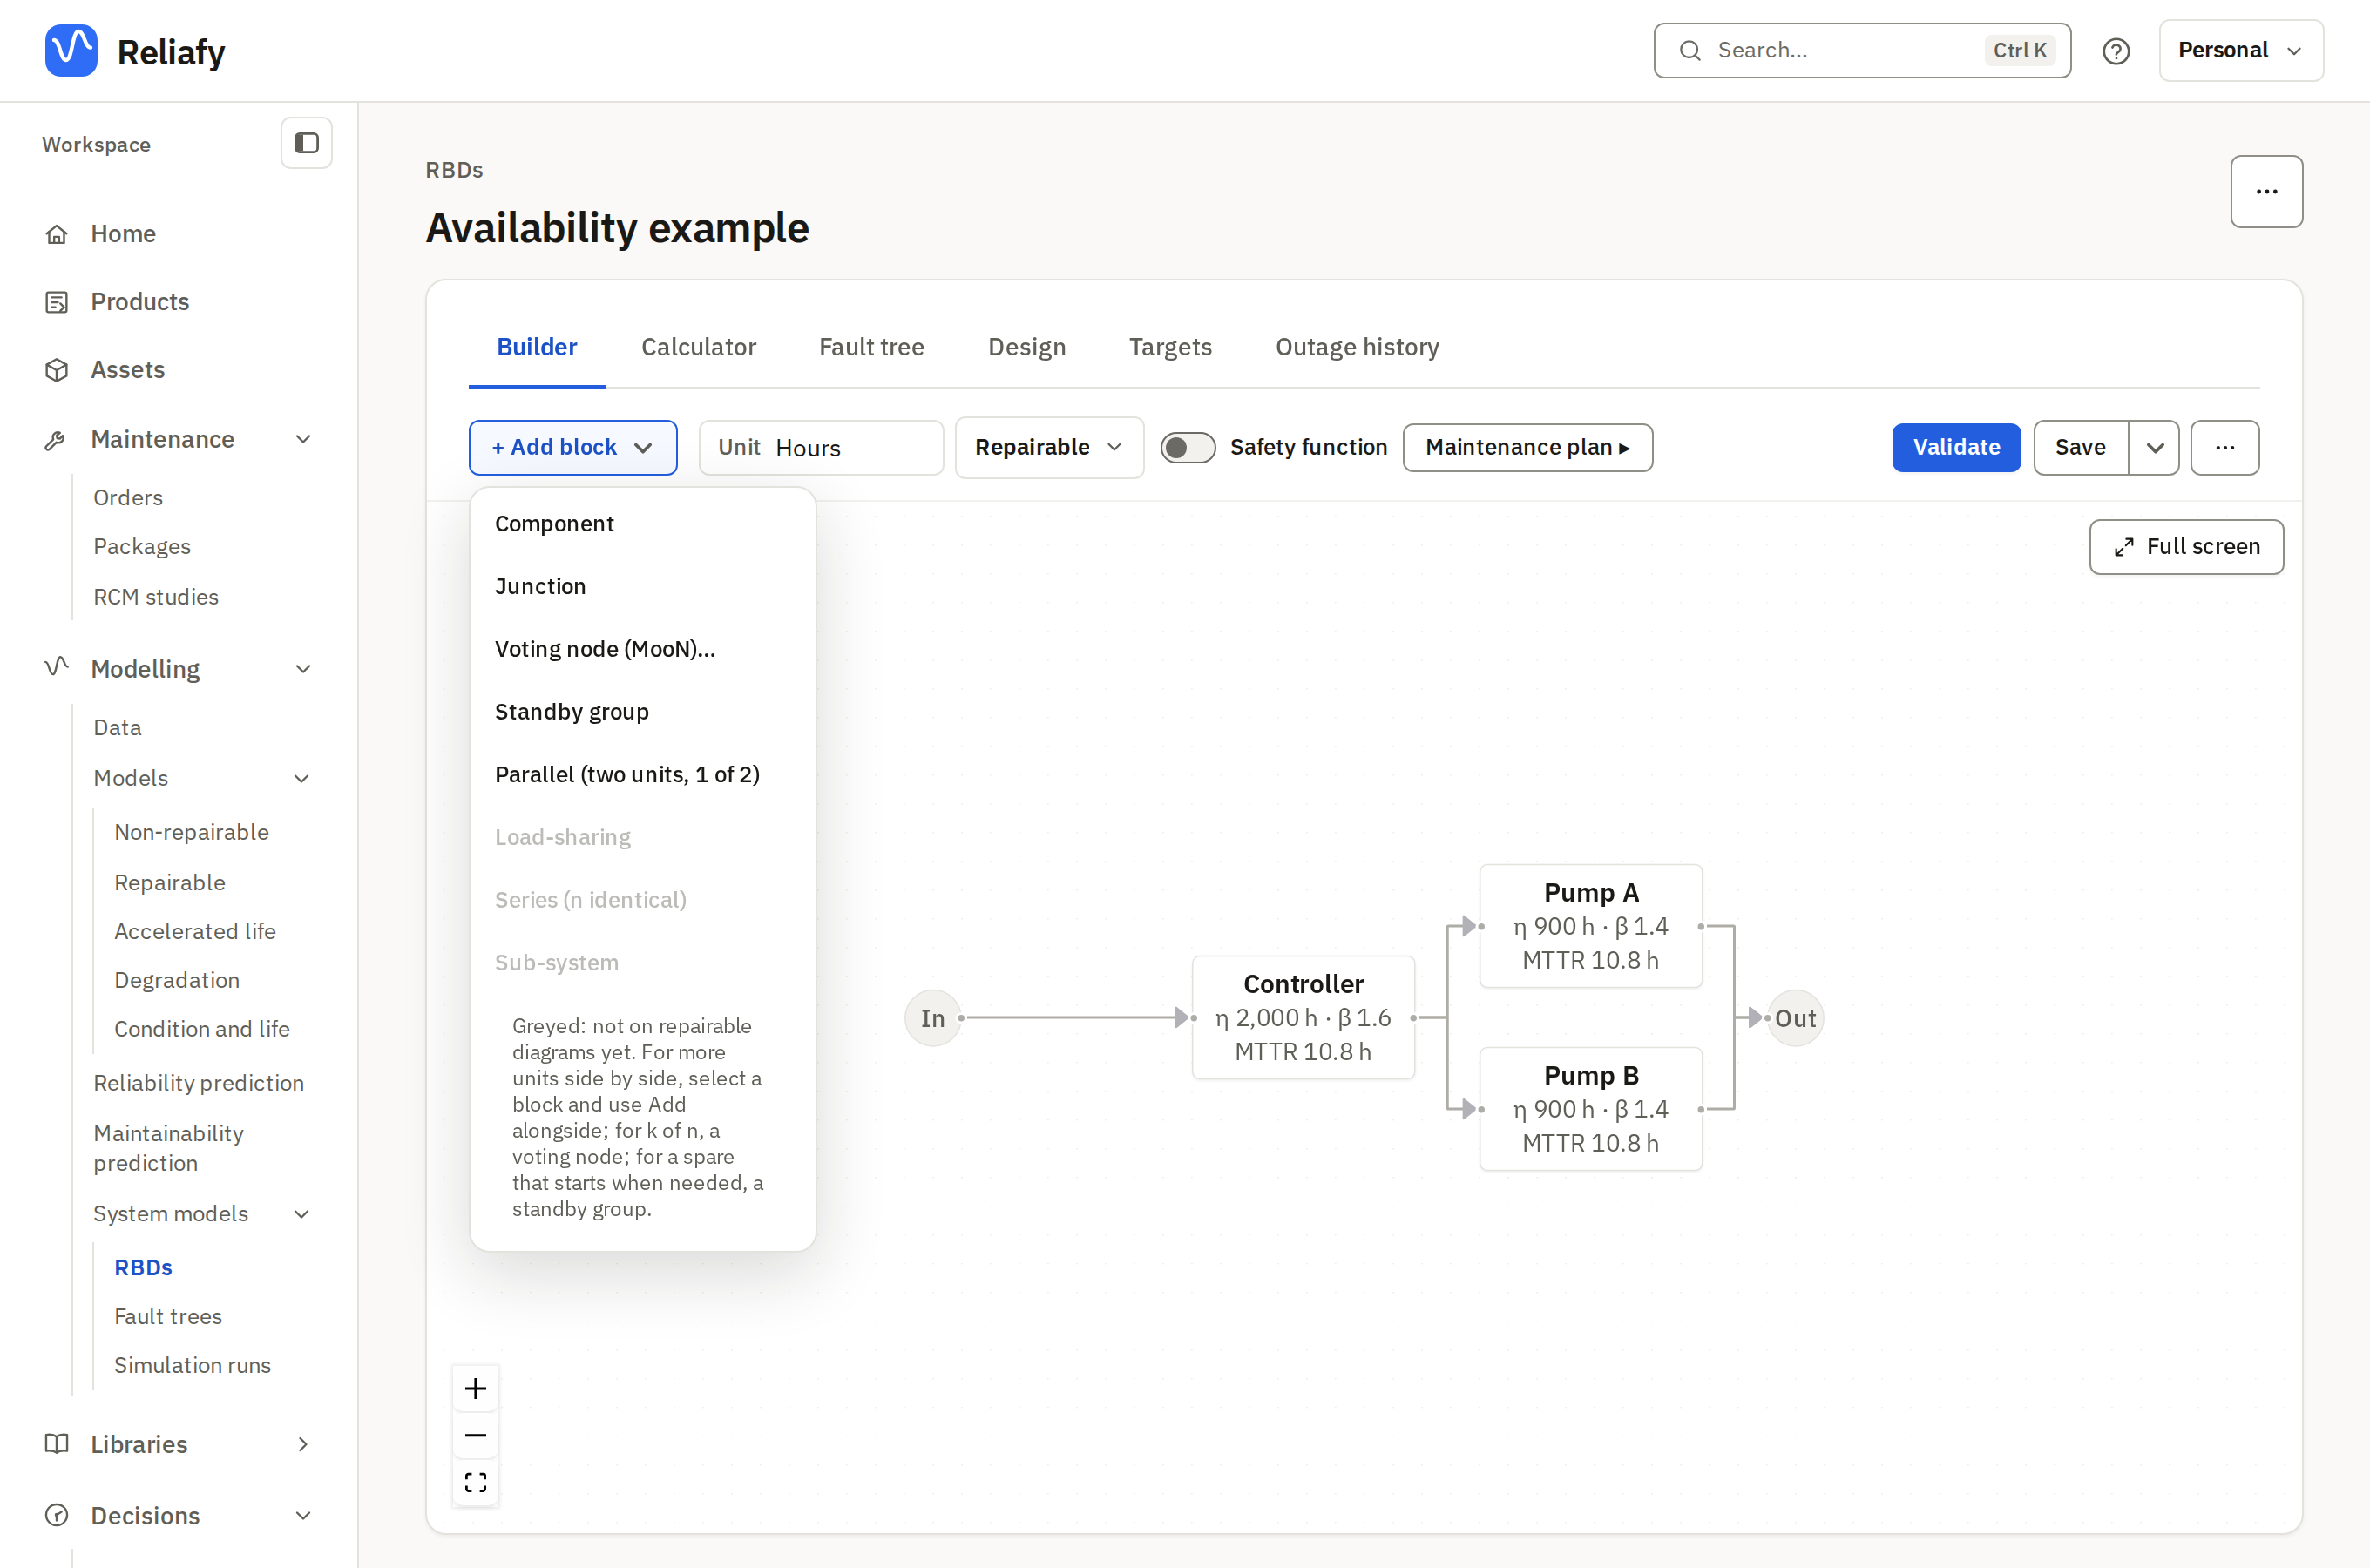 Reliafy
Search...
Ctrl K
Personal
Workspace
Home
Products
Assets
Maintenance
Orders
Packages
RCM studies
Modelling
Data
Models
Non-repairable
Repairable
Accelerated life
Degradation
Condition and life
Reliability prediction
Maintainability
prediction
System models
RBDs
Fault trees
Simulation runs
Libraries
Decisions
RBDs
Availability example
Builder
Calculator
Fault tree
Design
Targets
Outage history
+ Add block
Unit Hours
Repairable
Safety function
Maintenance plan ▸
Validate
Save
Full screen
Component
Junction
Voting node (MooN)...
Standby group
Parallel (two units, 1 of 2)
Load-sharing
Series (n identical)
Sub-system
Greyed: not on repairable
diagrams yet. For more
units side by side, select a
block and use Add
alongside; for k of n, a
voting node; for a spare
that starts when needed, a
standby group.
In
Controller
η 2,000 h · β 1.6
MTTR 10.8 h
Pump A
η 900 h · β 1.4
MTTR 10.8 h
Pump B
η 900 h · β 1.4
MTTR 10.8 h
Out